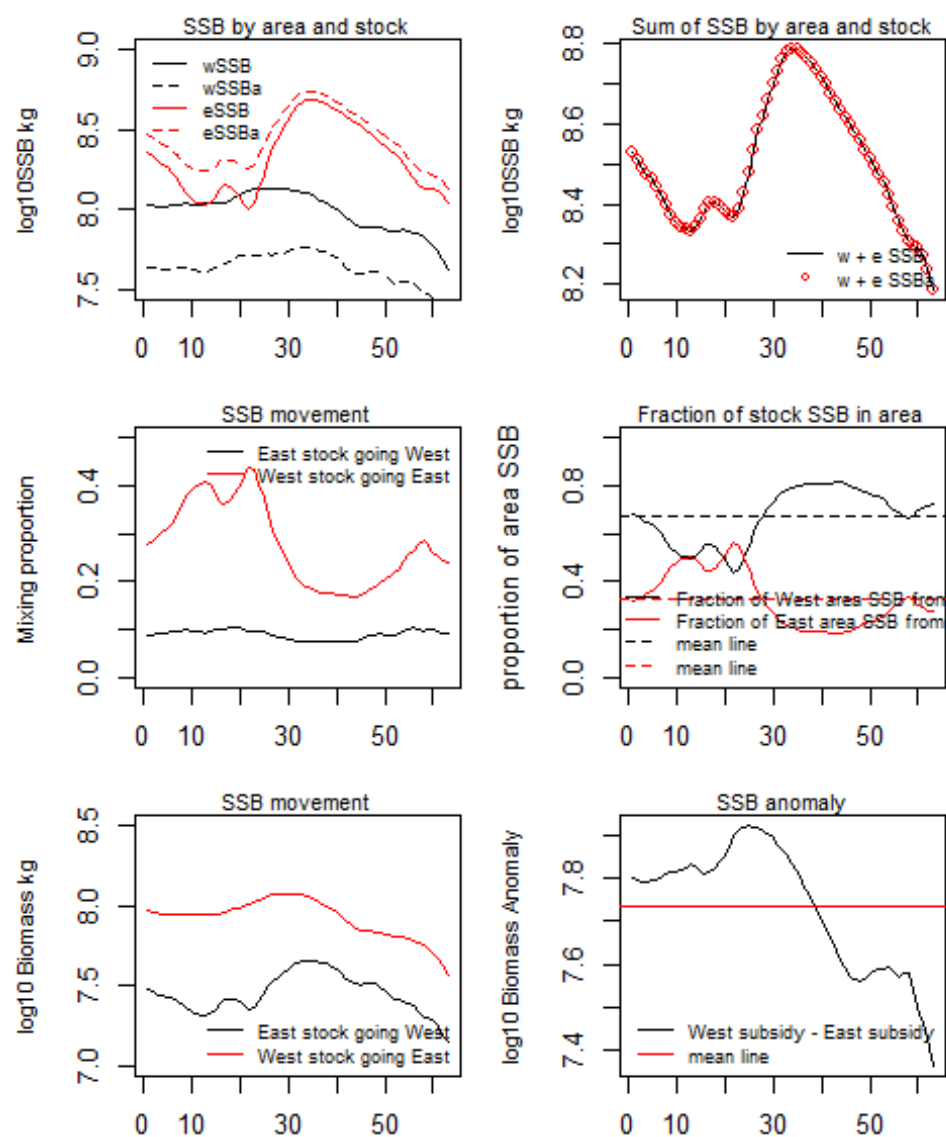 SSB by area and stock
log10SSB kg
9.0
8.5
8.0
7.5
wSSB
wSSBa
eSSB
eSSBa
0 10 30 50
Sum of SSB by area and stock
log10SSB kg
8.8
8.6
8.4
8.2
w + e SSB
w + e SSBa
0 10 30 50
SSB movement
Mixing proportion
0.4
0.2
0.0
East stock going West
West stock going East
0 10 30 50
Fraction of stock SSB in area
proportion of area SSB
0.8
0.4
0.0
Fraction of West area SSB from
Fraction of East area SSB from
mean line
mean line
0 10 30 50
SSB movement
log10 Biomass kg
8.5
8.0
7.5
7.0
East stock going West
West stock going East
0 10 30 50
SSB anomaly
log10 Biomass Anomaly
7.8
7.6
7.4
West subsidy - East subsidy
mean line
0 10 30 50